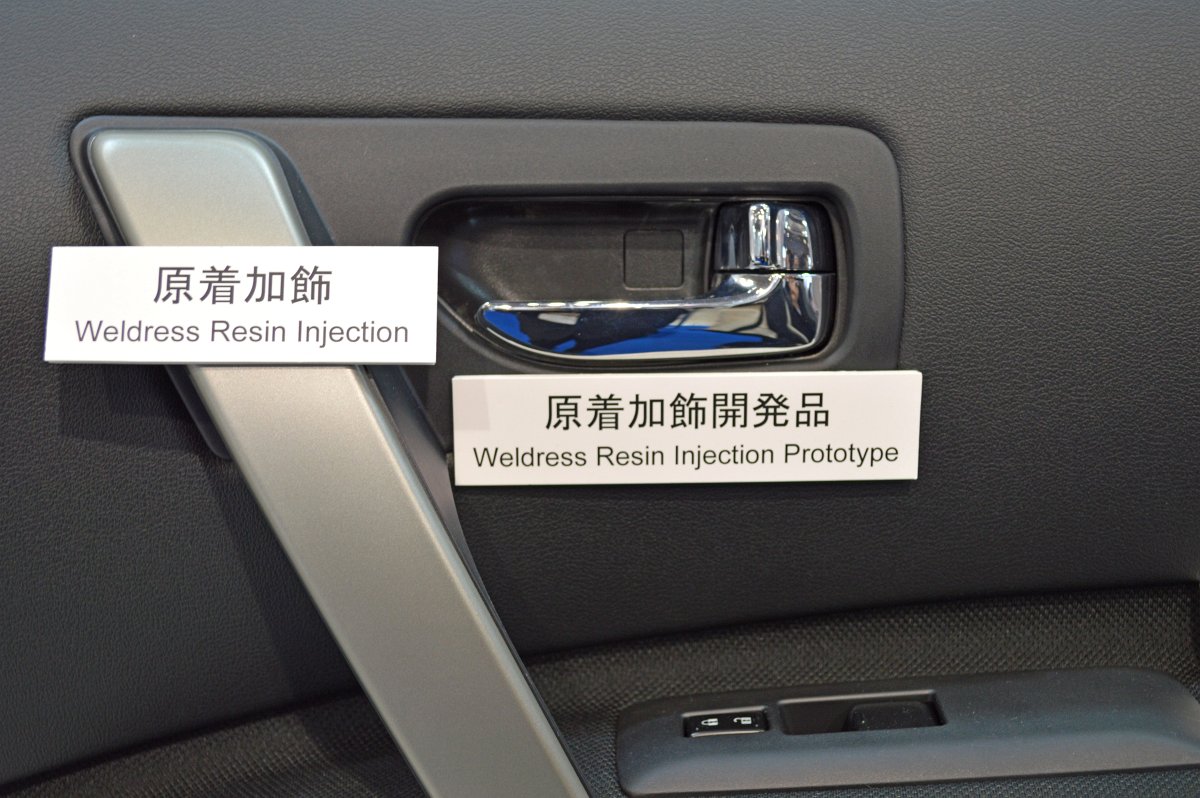 原着加飾
Weldress Resin Injection
原着加飾開発品
Weldress Resin Injection Prototype